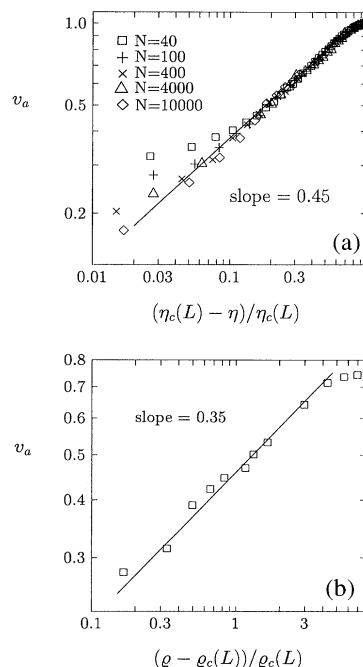 1.0
□ N=40
+ N=100
× N=400
△ N=4000
◇ N=10000
v_a
0.5
0.2
slope = 0.45
(a)
0.01 0.03 0.1 0.3
(η_c(L) − η)/η_c(L)
0.8
0.7
slope = 0.35
v_a
0.5
0.4
0.3
(b)
0.1 0.3 1 3
(ϱ − ϱ_c(L))/ϱ_c(L)